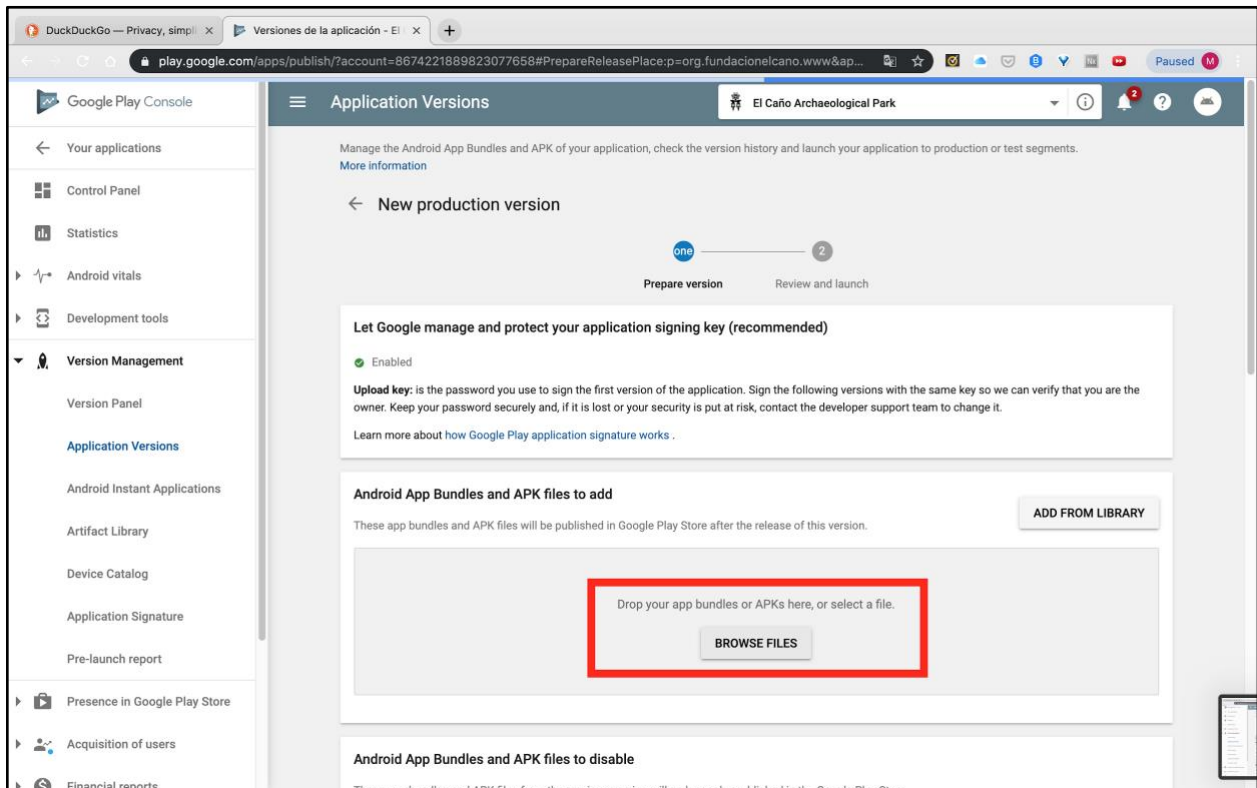 DuckDuckGo — Privacy, simpl
Versiones de la aplicación - El
play.google.com/apps/publish/?account=8674221889823077658#PrepareReleasePlace:p=org.fundacionelcano.www&ap...
Paused
M
Google Play Console
Application Versions
El Caño Archaeological Park
2
Your applications
Control Panel
Statistics
Android vitals
Development tools
Version Management
Version Panel
Application Versions
Android Instant Applications
Artifact Library
Device Catalog
Application Signature
Pre-launch report
Presence in Google Play Store
Acquisition of users
Financial reports
Manage the Android App Bundles and APK of your application, check the version history and launch your application to production or test segments.
More information
New production version
one
2
Prepare version
Review and launch
Let Google manage and protect your application signing key (recommended)
Enabled
Upload key: is the password you use to sign the first version of the application. Sign the following versions with the same key so we can verify that you are the
owner. Keep your password securely and, if it is lost or your security is put at risk, contact the developer support team to change it.
Learn more about how Google Play application signature works .
Android App Bundles and APK files to add
ADD FROM LIBRARY
These app bundles and APK files will be published in Google Play Store after the release of this version.
Drop your app bundles or APKs here, or select a file.
BROWSE FILES
Android App Bundles and APK files to disable